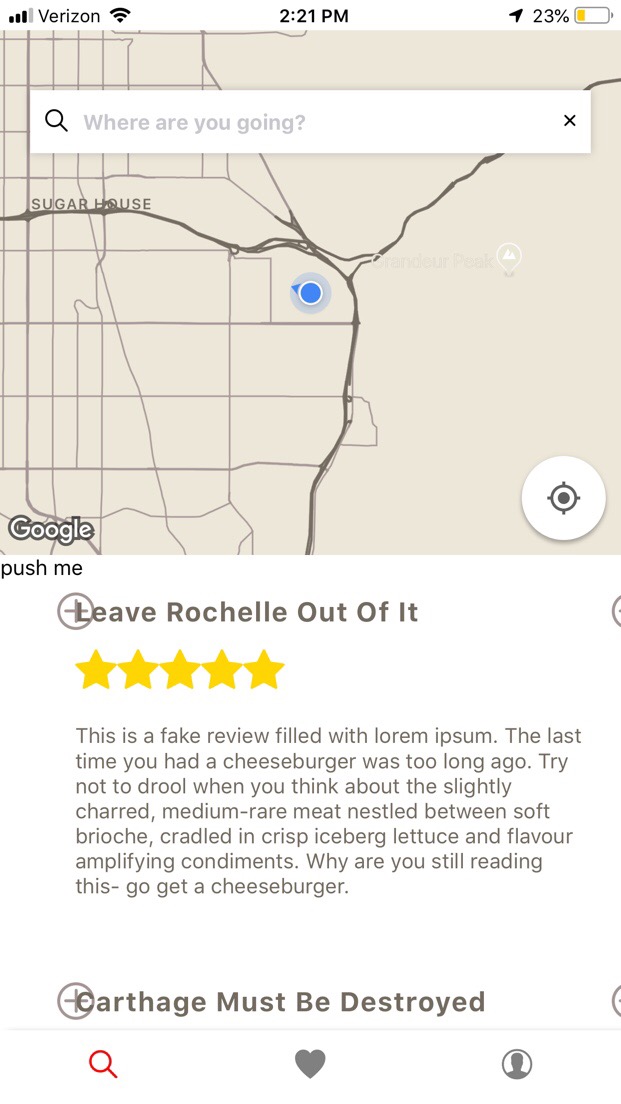 Verizon 2:21 PM 23%
Where are you going?
SUGAR HOUSE
Grandeur Peak
Google
push me
Leave Rochelle Out Of It
This is a fake review filled with lorem ipsum. The last
time you had a cheeseburger was too long ago. Try
not to drool when you think about the slightly
charred, medium-rare meat nestled between soft
brioche, cradled in crisp iceberg lettuce and flavour
amplifying condiments. Why are you still reading
this- go get a cheeseburger.
Carthage Must Be Destroyed